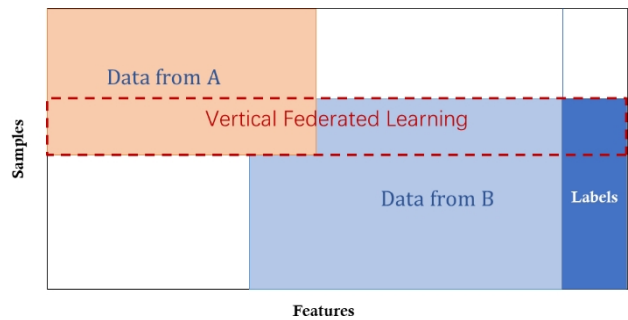 Data from A
Vertical Federated Learning
Samples
Data from B
Labels
Features